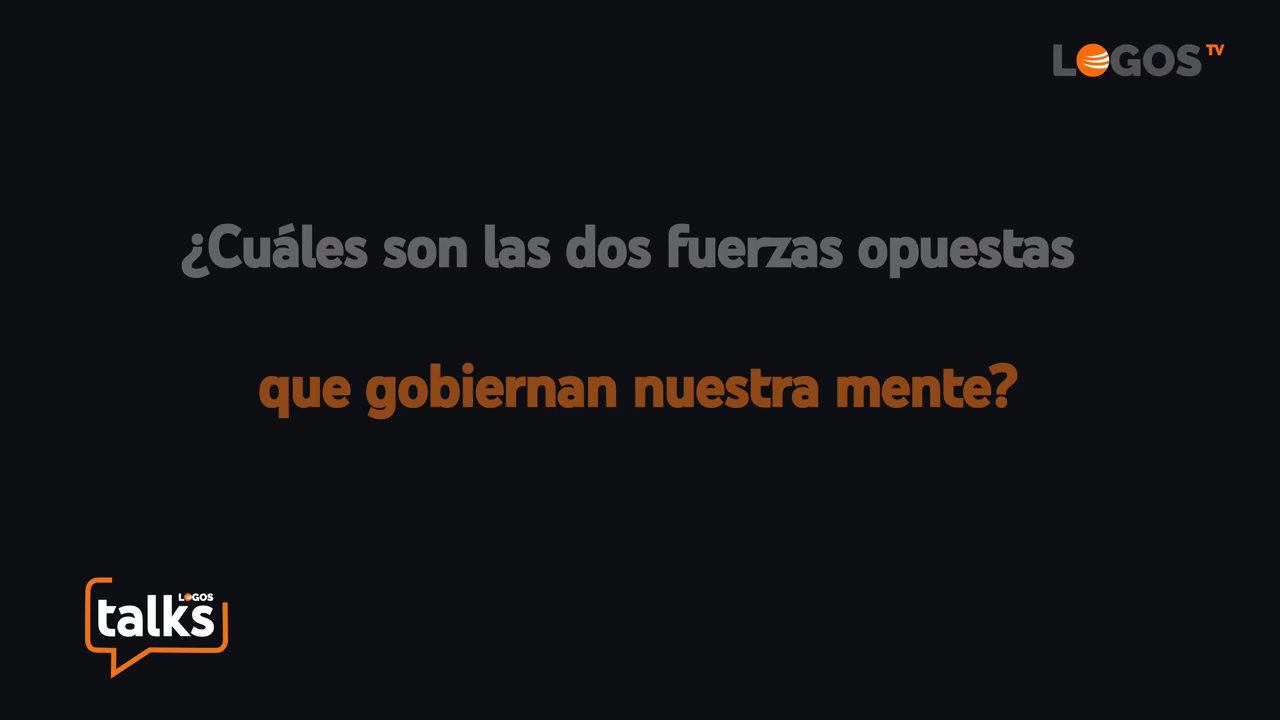 LOGOS TV
¿Cuáles son las dos fuerzas opuestas
que gobiernan nuestra mente?
LOGOS
talks